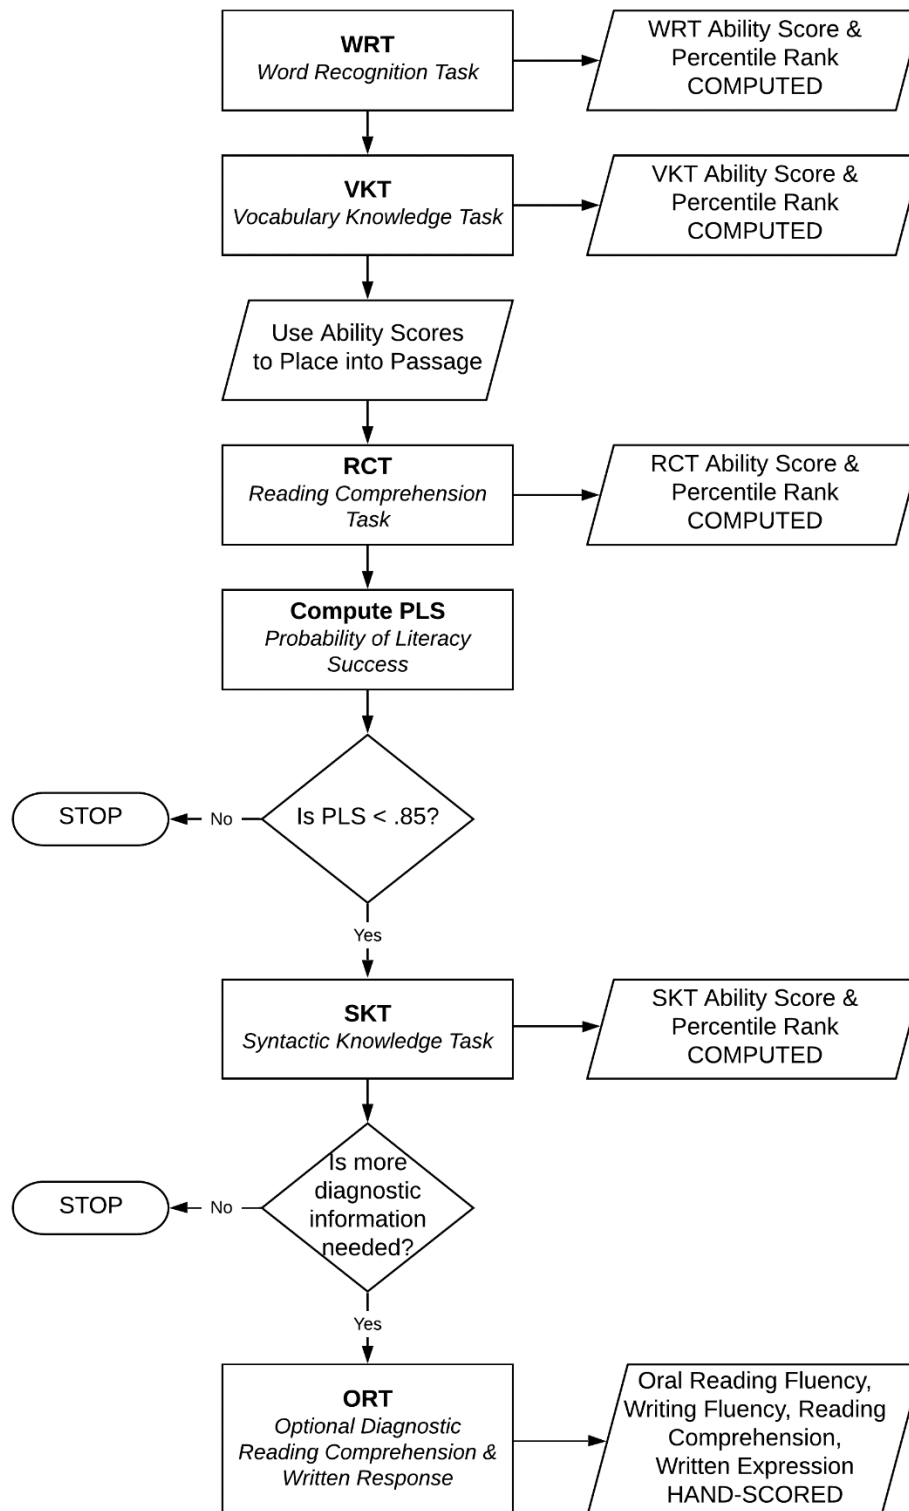 WRT
Word Recognition Task
WRT Ability Score &
Percentile Rank
COMPUTED
VKT
Vocabulary Knowledge Task
VKT Ability Score &
Percentile Rank
COMPUTED
Use Ability Scores
to Place into Passage
RCT
Reading Comprehension
Task
RCT Ability Score &
Percentile Rank
COMPUTED
Compute PLS
Probability of Literacy
Success
Is PLS < .85?
No
STOP
Yes
SKT
Syntactic Knowledge Task
SKT Ability Score &
Percentile Rank
COMPUTED
Is more
diagnostic
information
needed?
No
STOP
Yes
ORT
Optional Diagnostic
Reading Comprehension &
Written Response
Oral Reading Fluency,
Writing Fluency, Reading
Comprehension,
Written Expression
HAND-SCORED